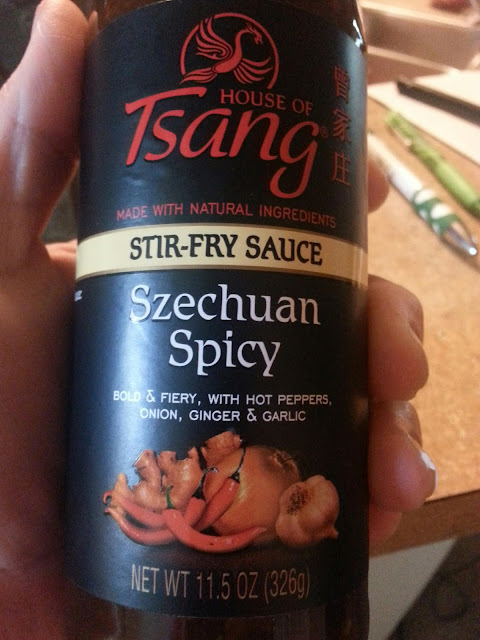 HOUSE OF
Tsang®
曾家庄
MADE WITH NATURAL INGREDIENTS
STIR-FRY SAUCE
Szechuan
Spicy
BOLD & FIERY, WITH HOT PEPPERS,
ONION, GINGER & GARLIC
NET WT 11.5 OZ (326g)